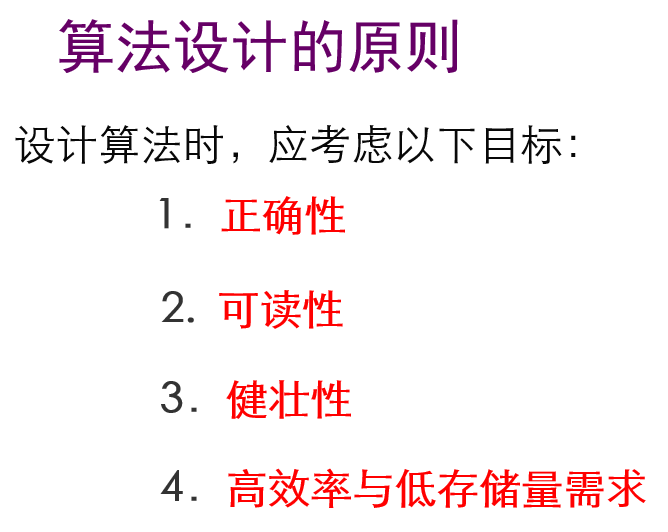 算法设计的原则
设计算法时，应考虑以下目标：
1. 正确性
2. 可读性
3. 健壮性
4. 高效率与低存储量需求